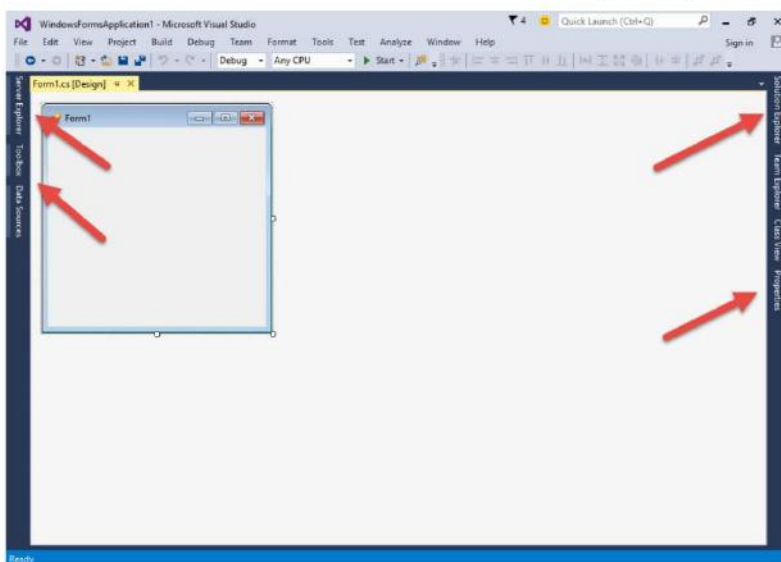 WindowsFormsApplication1 - Microsoft Visual Studio
4
Quick Launch (Ctrl+Q)
File Edit View Project Build Debug Team Format Tools Test Analyze Window Help
Sign in
Debug Any CPU Start
Form1.cs [Design]
Form1
Server Explorer
Toolbox
Data Sources
Solution Explorer
Team Explorer
Class View
Properties
Ready